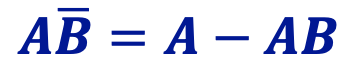 AB̅ = A − AB